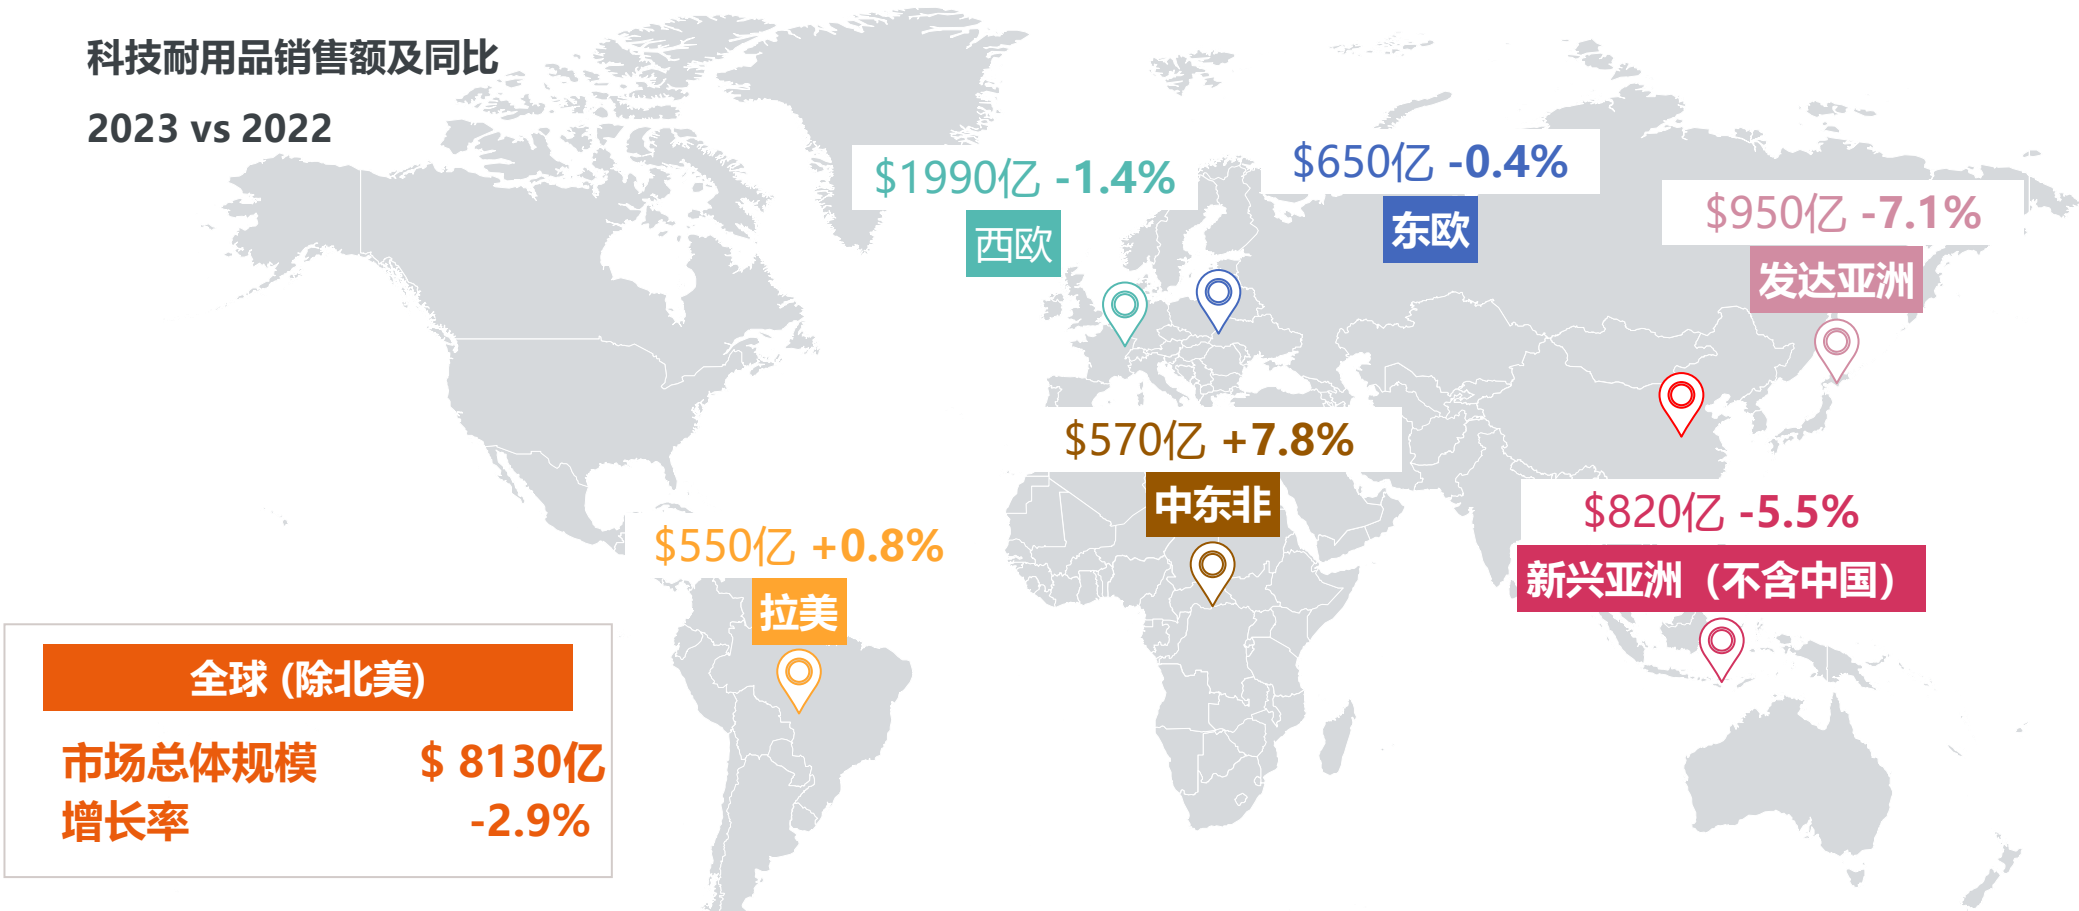 科技耐用品销售额及同比
2023 vs 2022
$1990亿 -1.4%
西欧
$650亿 -0.4%
东欧
$950亿 -7.1%
发达亚洲
$570亿 +7.8%
中东非
$820亿 -5.5%
新兴亚洲（不含中国）
$550亿 +0.8%
拉美
全球 (除北美)
市场总体规模 $ 8130亿
增长率 -2.9%